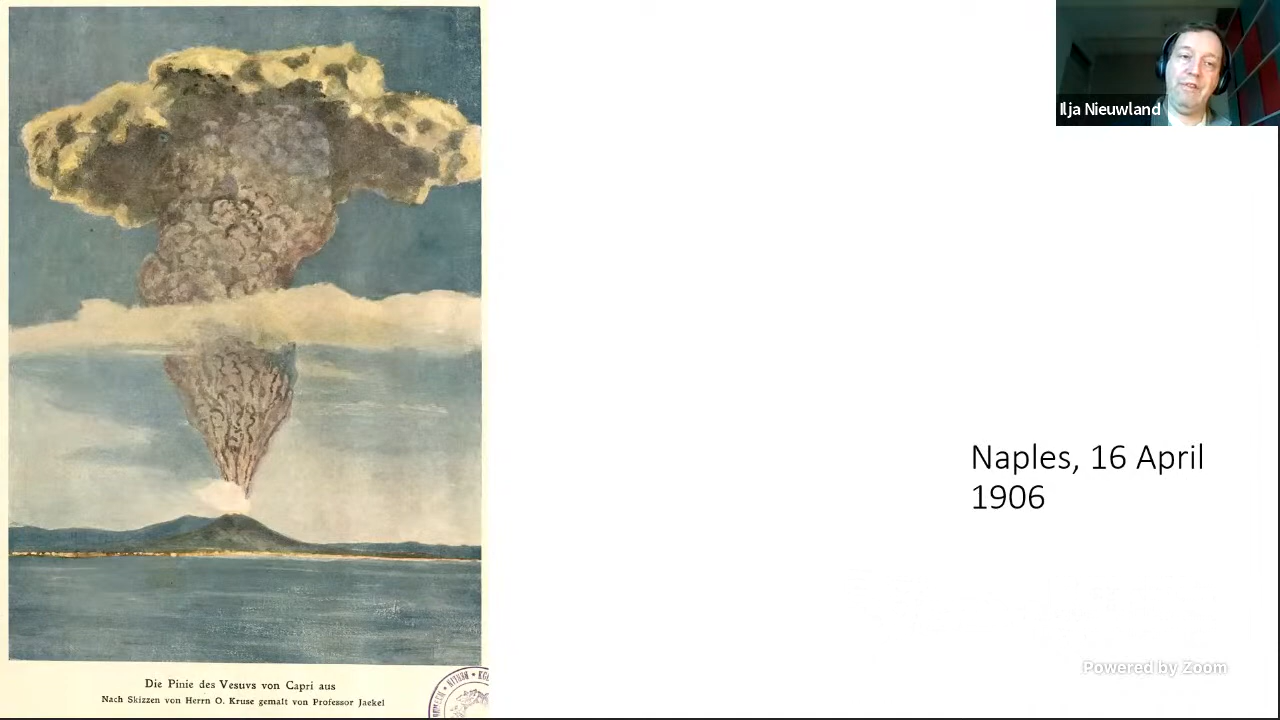 Ilja Nieuwland
Naples, 16 April
1906
Die Pinie des Vesuvs von Capri aus
Nach Skizzen von Herrn O. Kruse gemalt von Professor Jaekel
Powered by Zoom